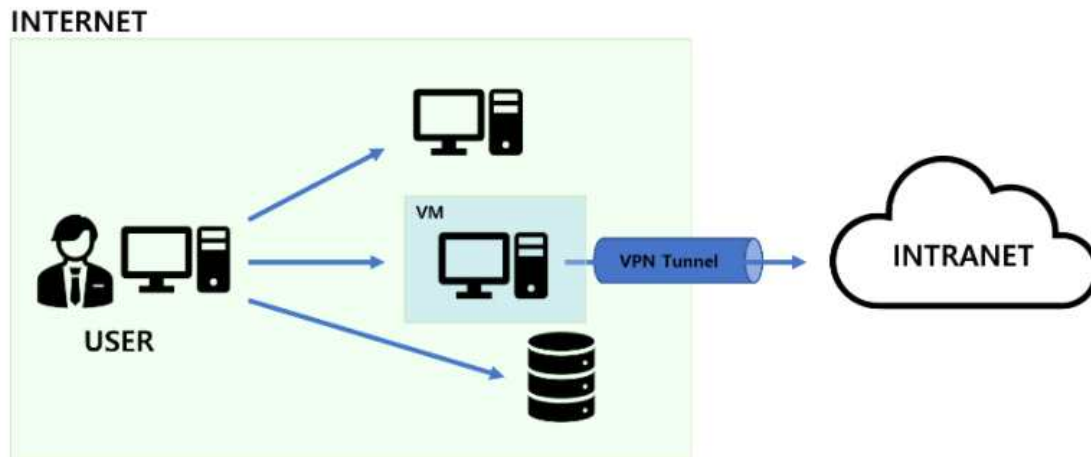 INTERNET
VM
VPN Tunnel
INTRANET
USER